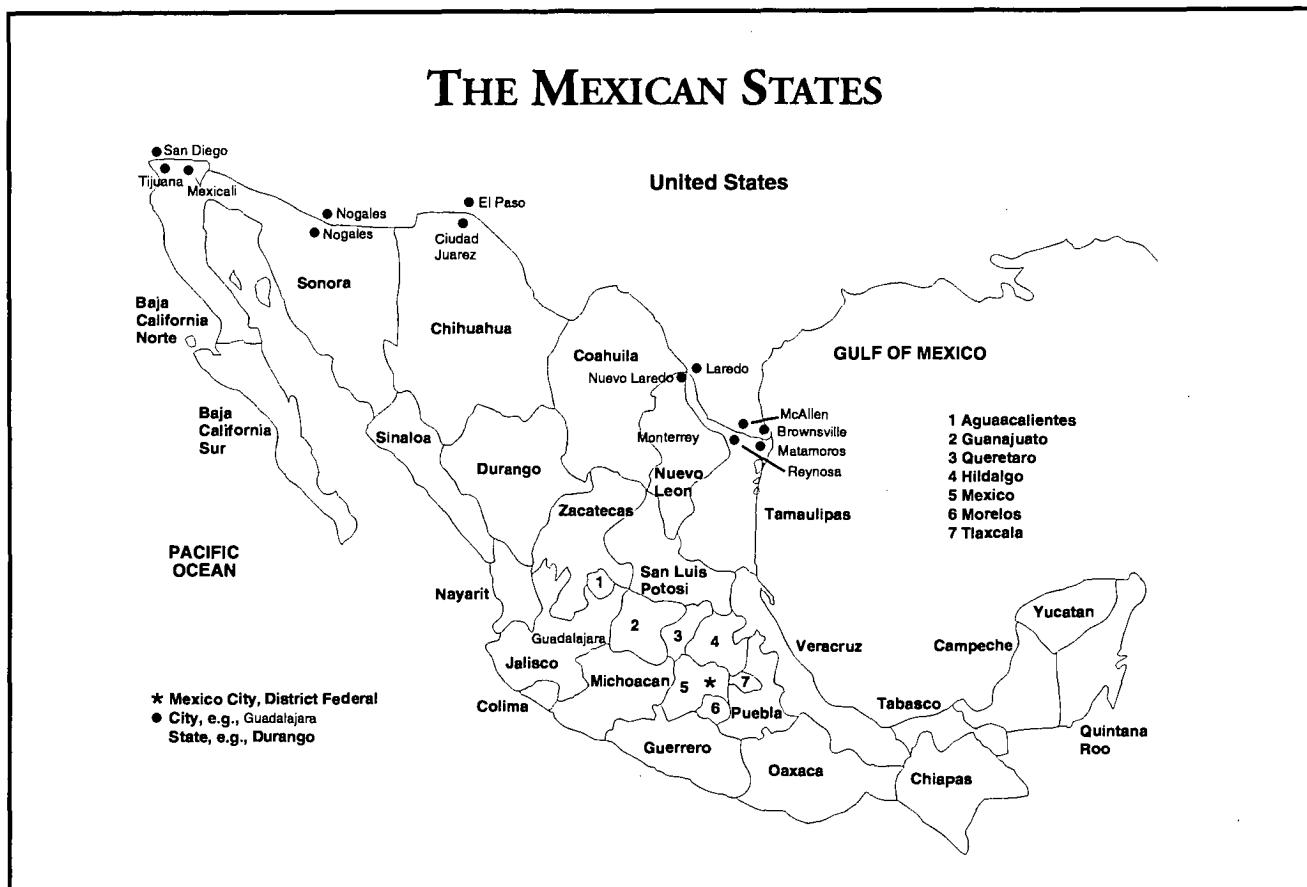 THE MEXICAN STATES
San Diego
Tijuana
Mexicali
United States
Nogales
Nogales
El Paso
Ciudad
Juarez
Sonora
Baja
California
Norte
Chihuahua
Coahuila
GULF OF MEXICO
Nuevo Laredo
Laredo
Baja
California
Sur
Sinaloa
Monterrey
McAllen
Brownsville
Matamoros
Reynosa
Durango
Nuevo
Leon
Zacatecas
Tamaulipas
1 Aguaacalientes
2 Guanajuato
3 Queretaro
4 Hildalgo
5 Mexico
6 Morelos
7 Tlaxcala
PACIFIC
OCEAN
Nayarit
1
San Luis
Potosi
Guadalajara
2
3
4
Veracruz
Campeche
Yucatan
Jalisco
Michoacan
5
*
7
6
Puebla
Colima
Tabasco
Quintana
Roo
Guerrero
Oaxaca
Chiapas
* Mexico City, District Federal
● City, e.g., Guadalajara
State, e.g., Durango